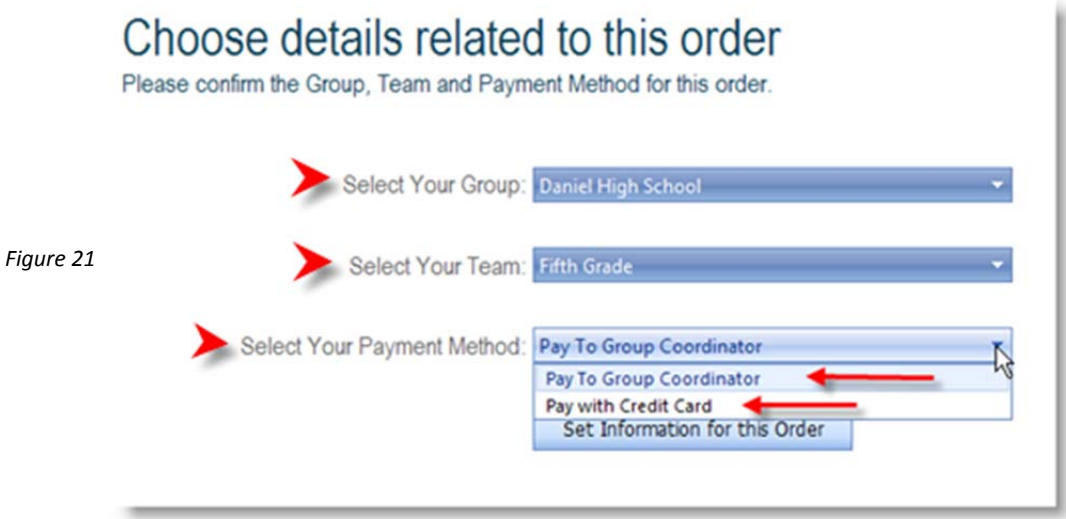 Choose details related to this order
Please confirm the Group, Team and Payment Method for this order.
Select Your Group: Daniel High School
Figure 21
Select Your Team: Fifth Grade
Select Your Payment Method: Pay To Group Coordinator
Pay To Group Coordinator
Pay with Credit Card
Set Information for this Order